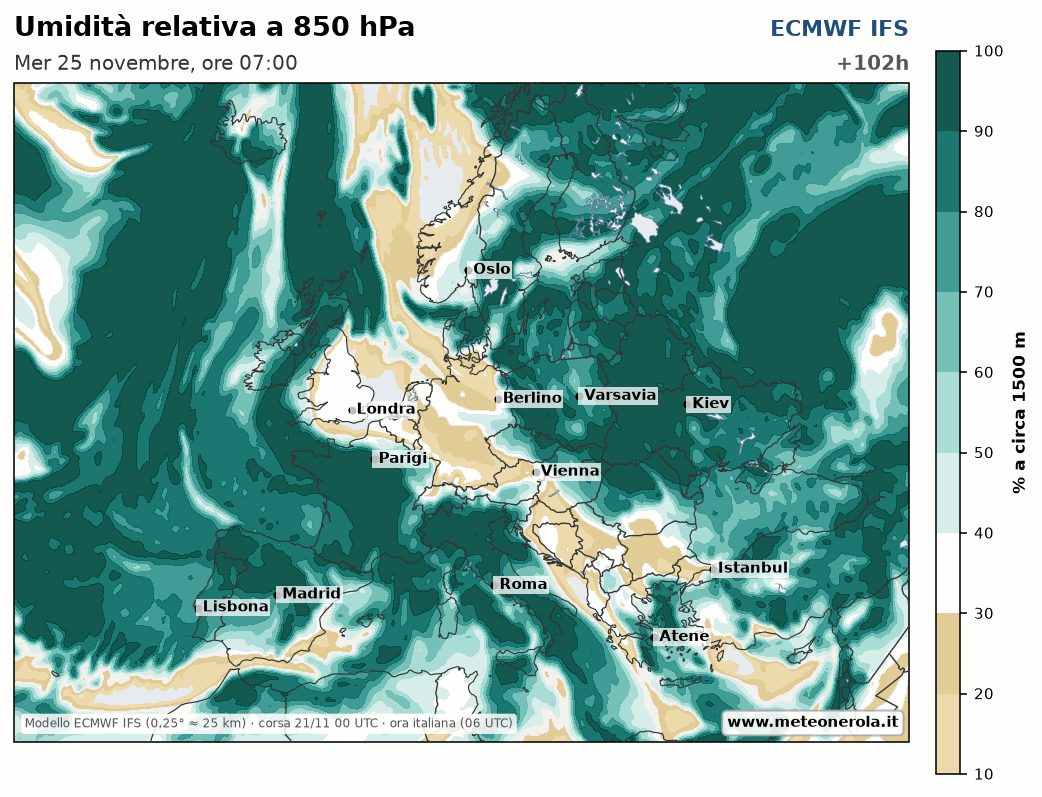 Umidità relativa a 850 hPa
ECMWF IFS
Mer 25 novembre, ore 07:00
+102h
100
90
80
70
60
50
40
30
20
10
% a circa 1500 m
Oslo
Berlino
Varsavia
Kiev
Londra
Parigi
Vienna
Istanbul
Roma
Madrid
Lisbona
Atene
Modello ECMWF IFS (0,25° ≈ 25 km) · corsa 21/11 00 UTC · ora italiana (06 UTC)
www.meteonerola.it